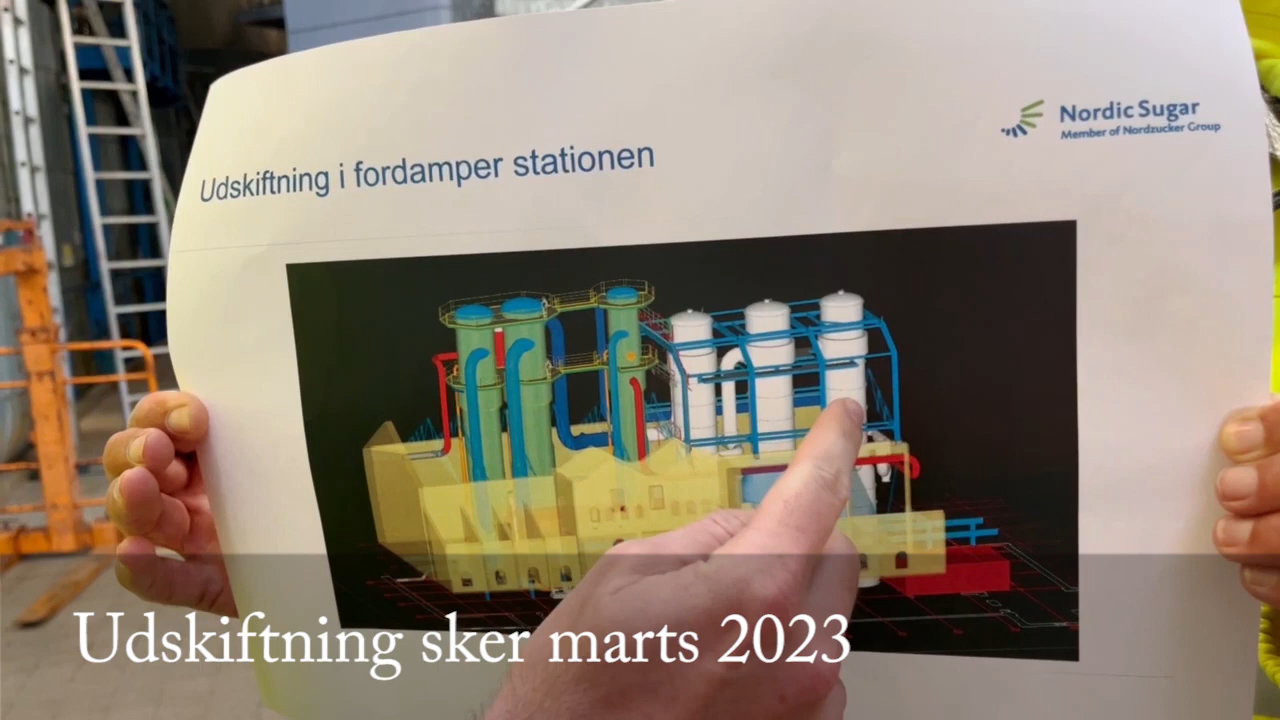 Nordic Sugar
Member of Nordzucker Group
Udskiftning i fordamper stationen
Udskiftning sker marts 2023